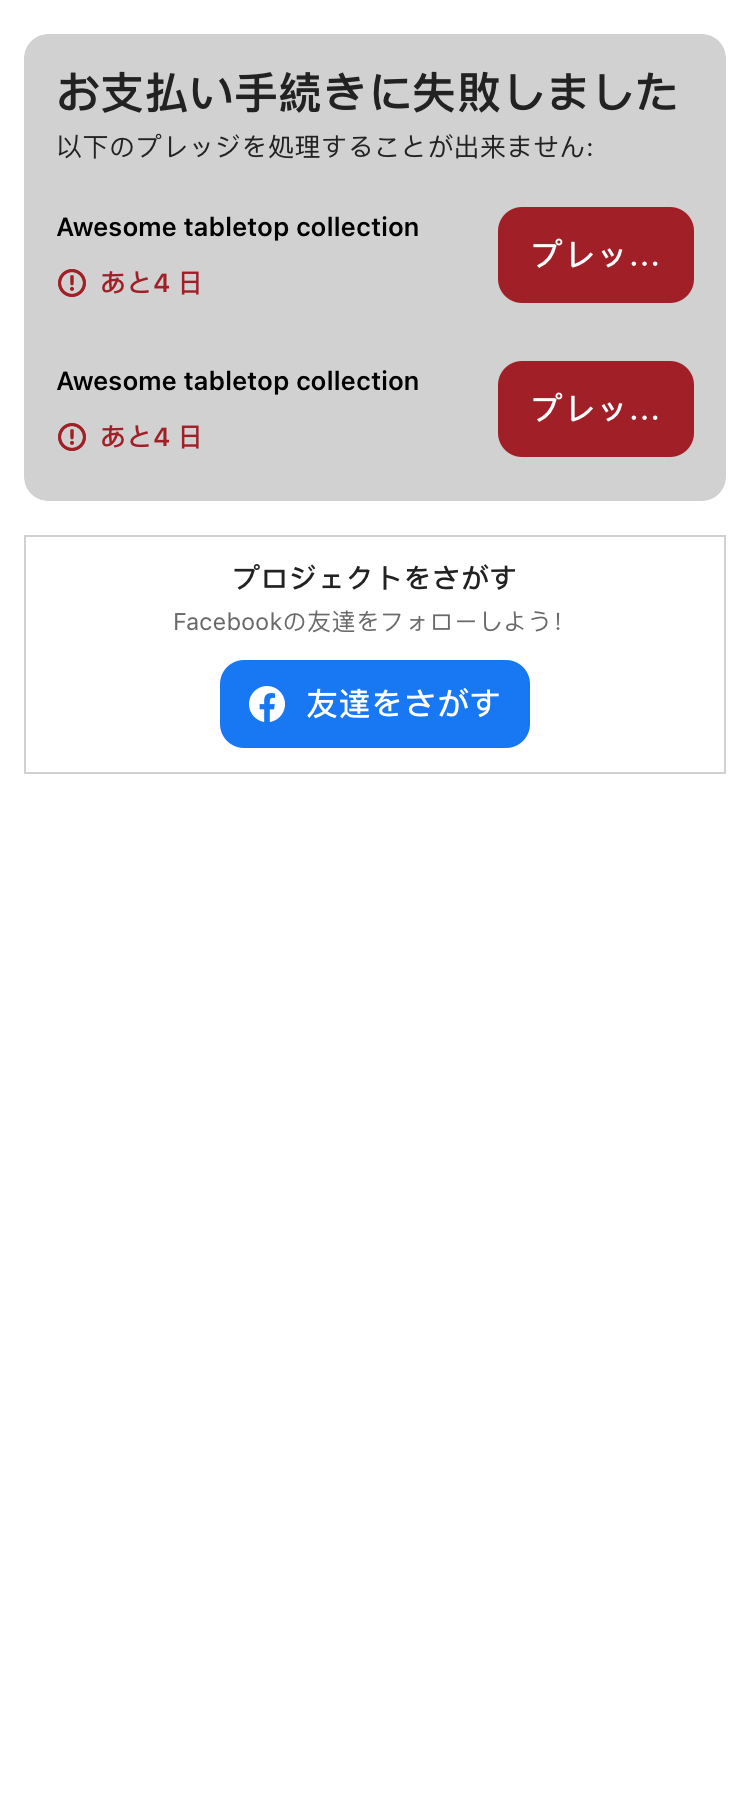 お支払い手続きに失敗しました
以下のプレッジを処理することが出来ません:
Awesome tabletop collection
プレッ...
あと4 日
Awesome tabletop collection
プレッ...
あと4 日
プロジェクトをさがす
Facebookの友達をフォローしよう!
友達をさがす